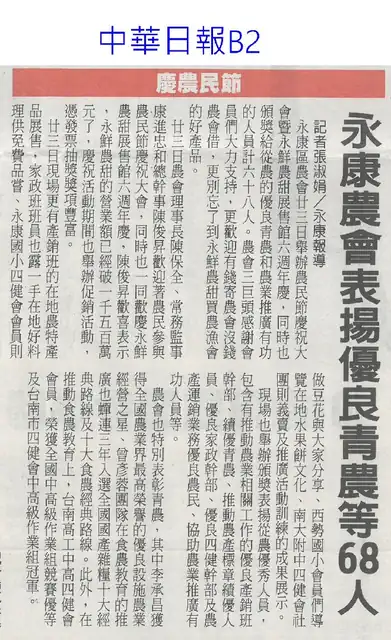 中華日報B2
慶農民節
永康農會表揚優良青農等68人
記者張淑娟／永康報導
永康區農會廿三日舉辦農民節慶祝大
會暨永鮮農甜展售館六週年慶，同時也
頒獎給從農的優良青農和農業推廣有功
的人員計六十八人。農會三巨頭感謝會
員們大力支持，更歡迎有錢寄農會沒錢
農會借，更別忘了到永鮮農甜買農漁會
的好產品。
廿三日農會理事長陳保全、常務監事
康進忠和總幹事陳俊昇歡迎著農民參與
農民節慶祝大會，同時也一同歡慶永鮮
農甜展售館六週年慶，陳俊昇歡喜表示
，永鮮農甜的營業額已經破一千五百萬
元了，慶祝活動期間也舉辦促銷活動，
憑發票抽獎獎項豐富。
廿三日現場更有產銷班的在地農特產
品展售，家政班班員也露一手在地好料
理供免費品嘗、永康國小四健會會員則
做豆花與大家分享、西勢國小會員們導
覽在地水果餅文化、南大附中四健會社
團則義賣及推廣活動訓練的成果展示。
現場也舉辦頒獎表揚從農優秀人員，
包含有推動農業相關工作的優良產銷班
幹部、績優青農、推動產標章績優人
員、優良家政幹部、優良四健幹部及農
產運銷業務優良農民、協助農業推廣有
功人員等。
農會也特別表彰青農，其中李承昌獲
得全國農業界最高榮譽的優良設施農業
經營之星、曾彥蓉團隊在食農教育的推
廣也蟬連三年入選全國國產雜糧十大經
典路線及十大食農經典路線。此外，在
推動食農教育上，台南高工中高四健會
會員，榮獲全國中高級作業組競賽優等
及台南市四健會中高級作業組冠軍。